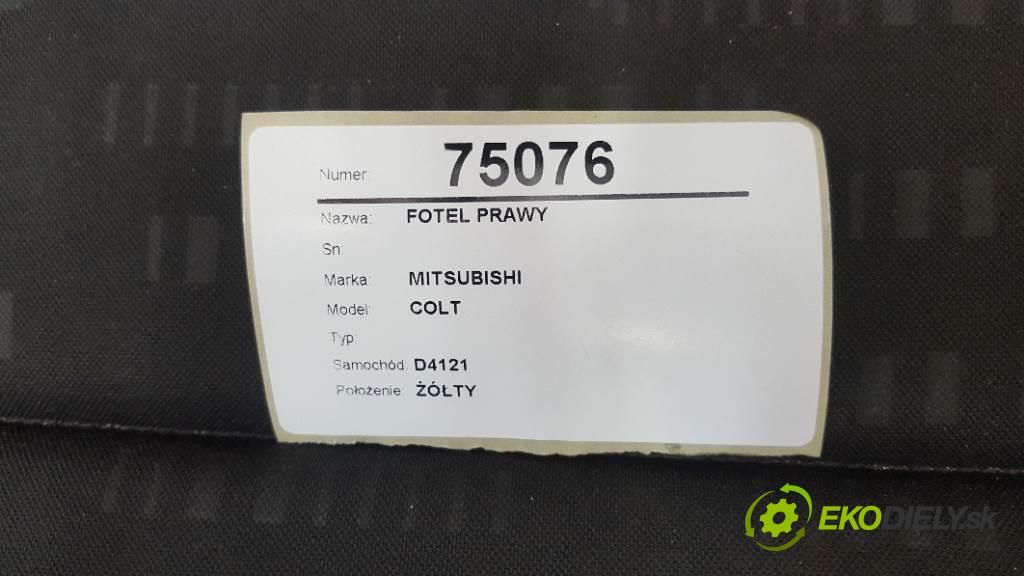 Numer: 75076
Nazwa: FOTEL PRAWY
Sn:
Marka: MITSUBISHI
Model: COLT
Typ:
Samochód: D4121
Położenie: ŻÓŁTY
EKODIELY.sk